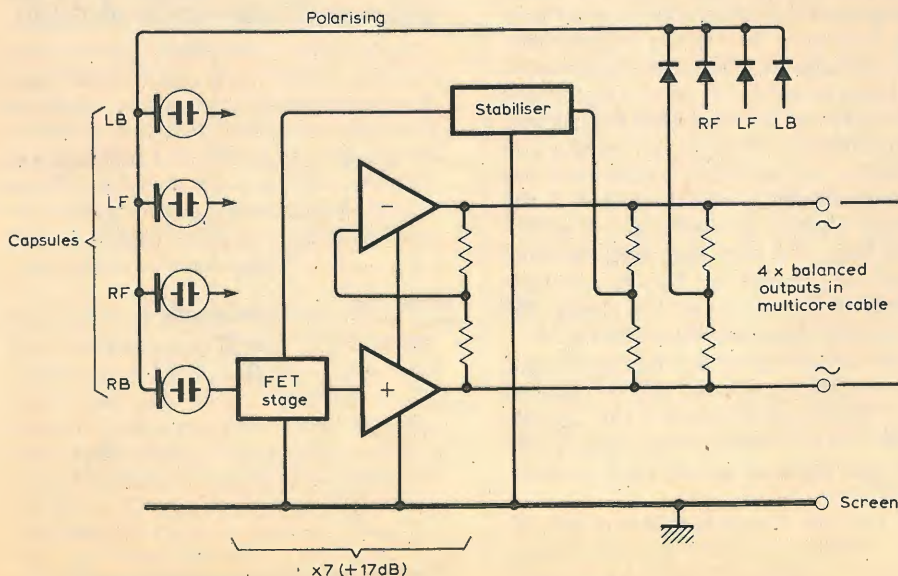 Polarising
LB
Stabiliser
RF LF LB
LF
−
Capsules
4 x balanced
outputs in
multicore cable
RF
RB
FET
stage
+
Screen
x7 (+17dB)